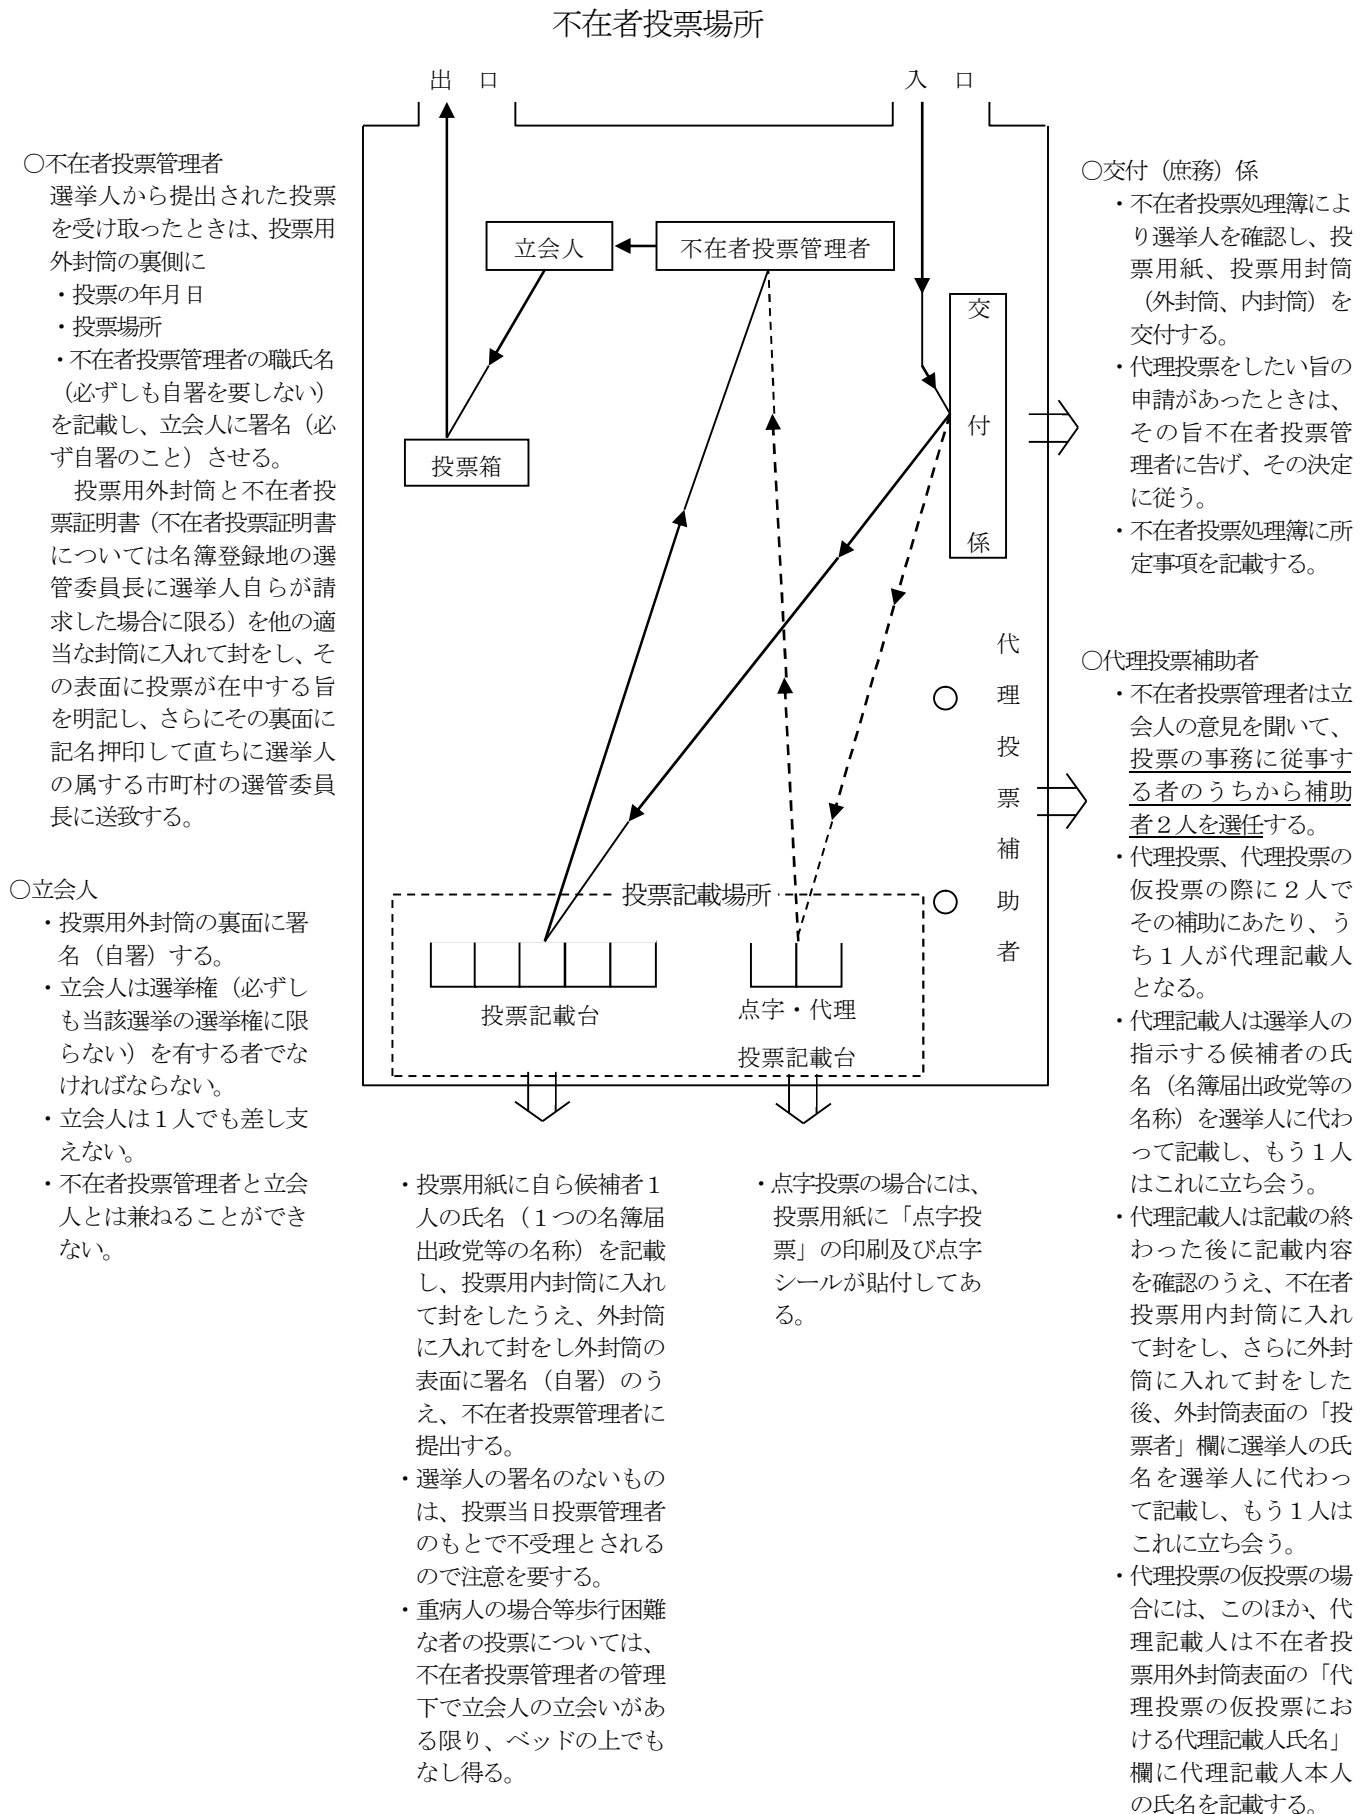 不在者投票場所
出 口
入 口
○不在者投票管理者
選挙人から提出された投票
を受け取ったときは、投票用
外封筒の裏側に
・投票の年月日
・投票場所
・不在者投票管理者の職氏名
（必ずしも自署を要しない）
を記載し、立会人に署名（必
ず自署のこと）させる。
投票用外封筒と不在者投
票証明書（不在者投票証明書
については名簿登録地の選
管委員長に選挙人自らが請
求した場合に限る）を他の適
当な封筒に入れて封をし、そ
の表面に投票が在中する旨
を明記し、さらにその裏面に
記名押印して直ちに選挙人
の属する市町村の選管委員
長に送致する。
○立会人
・投票用外封筒の裏面に署
名（自署）する。
・立会人は選挙権（必ずし
も当該選挙の選挙権に限
らない）を有する者でな
ければならない。
・立会人は１人でも差し支
えない。
・不在者投票管理者と立会
人とは兼ねることができ
ない。
立会人
不在者投票管理者
投票箱
交付係
代理投票補助者
○
○
投票記載場所
投票記載台
点字・代理
投票記載台
・投票用紙に自ら候補者１
人の氏名（１つの名簿届
出政党等の名称）を記載
し、投票用内封筒に入れ
て封をしたうえ、外封筒
に入れて封をし外封筒の
表面に署名（自署）のう
え、不在者投票管理者に
提出する。
・選挙人の署名のないもの
は、投票当日投票管理者
のもとで不受理とされる
ので注意を要する。
・重病人の場合等歩行困難
な者の投票については、
不在者投票管理者の管理
下で立会人の立会いがあ
る限り、ベッドの上でも
なし得る。
・点字投票の場合には、
投票用紙に「点字投
票」の印刷及び点字
シールが貼付してあ
る。
○交付（庶務）係
・不在者投票処理簿によ
り選挙人を確認し、投
票用紙、投票用封筒
（外封筒、内封筒）を
交付する。
・代理投票をしたい旨の
申請があったときは、
その旨不在者投票管
理者に告げ、その決定
に従う。
・不在者投票処理簿に所
定事項を記載する。
○代理投票補助者
・不在者投票管理者は立
会人の意見を聞いて、
投票の事務に従事す
る者のうちから補助
者２人を選任する。
・代理投票、代理投票の
仮投票の際に２人で
その補助にあたり、う
ち１人が代理記載人
となる。
・代理記載人は選挙人の
指示する候補者の氏
名（名簿届出政党等の
名称）を選挙人に代わ
って記載し、もう１人
はこれに立ち会う。
・代理記載人は記載の終
わった後に記載内容
を確認のうえ、不在者
投票用内封筒に入れ
て封をし、さらに外封
筒に入れて封をした
後、外封筒表面の「投
票者」欄に選挙人の氏
名を選挙人に代わっ
て記載し、もう１人は
これに立ち会う。
・代理投票の仮投票の場
合には、このほか、代
理記載人は不在者投
票用外封筒表面の「代
理投票の仮投票にお
ける代理記載人氏名」
欄に代理記載人本人
の氏名を記載する。